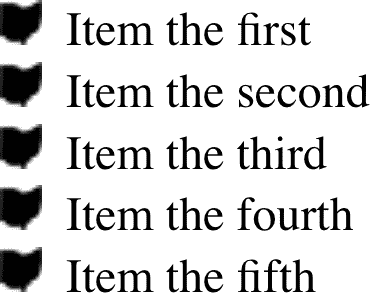 Item the first
Item the second
Item the third
Item the fourth
Item the fifth